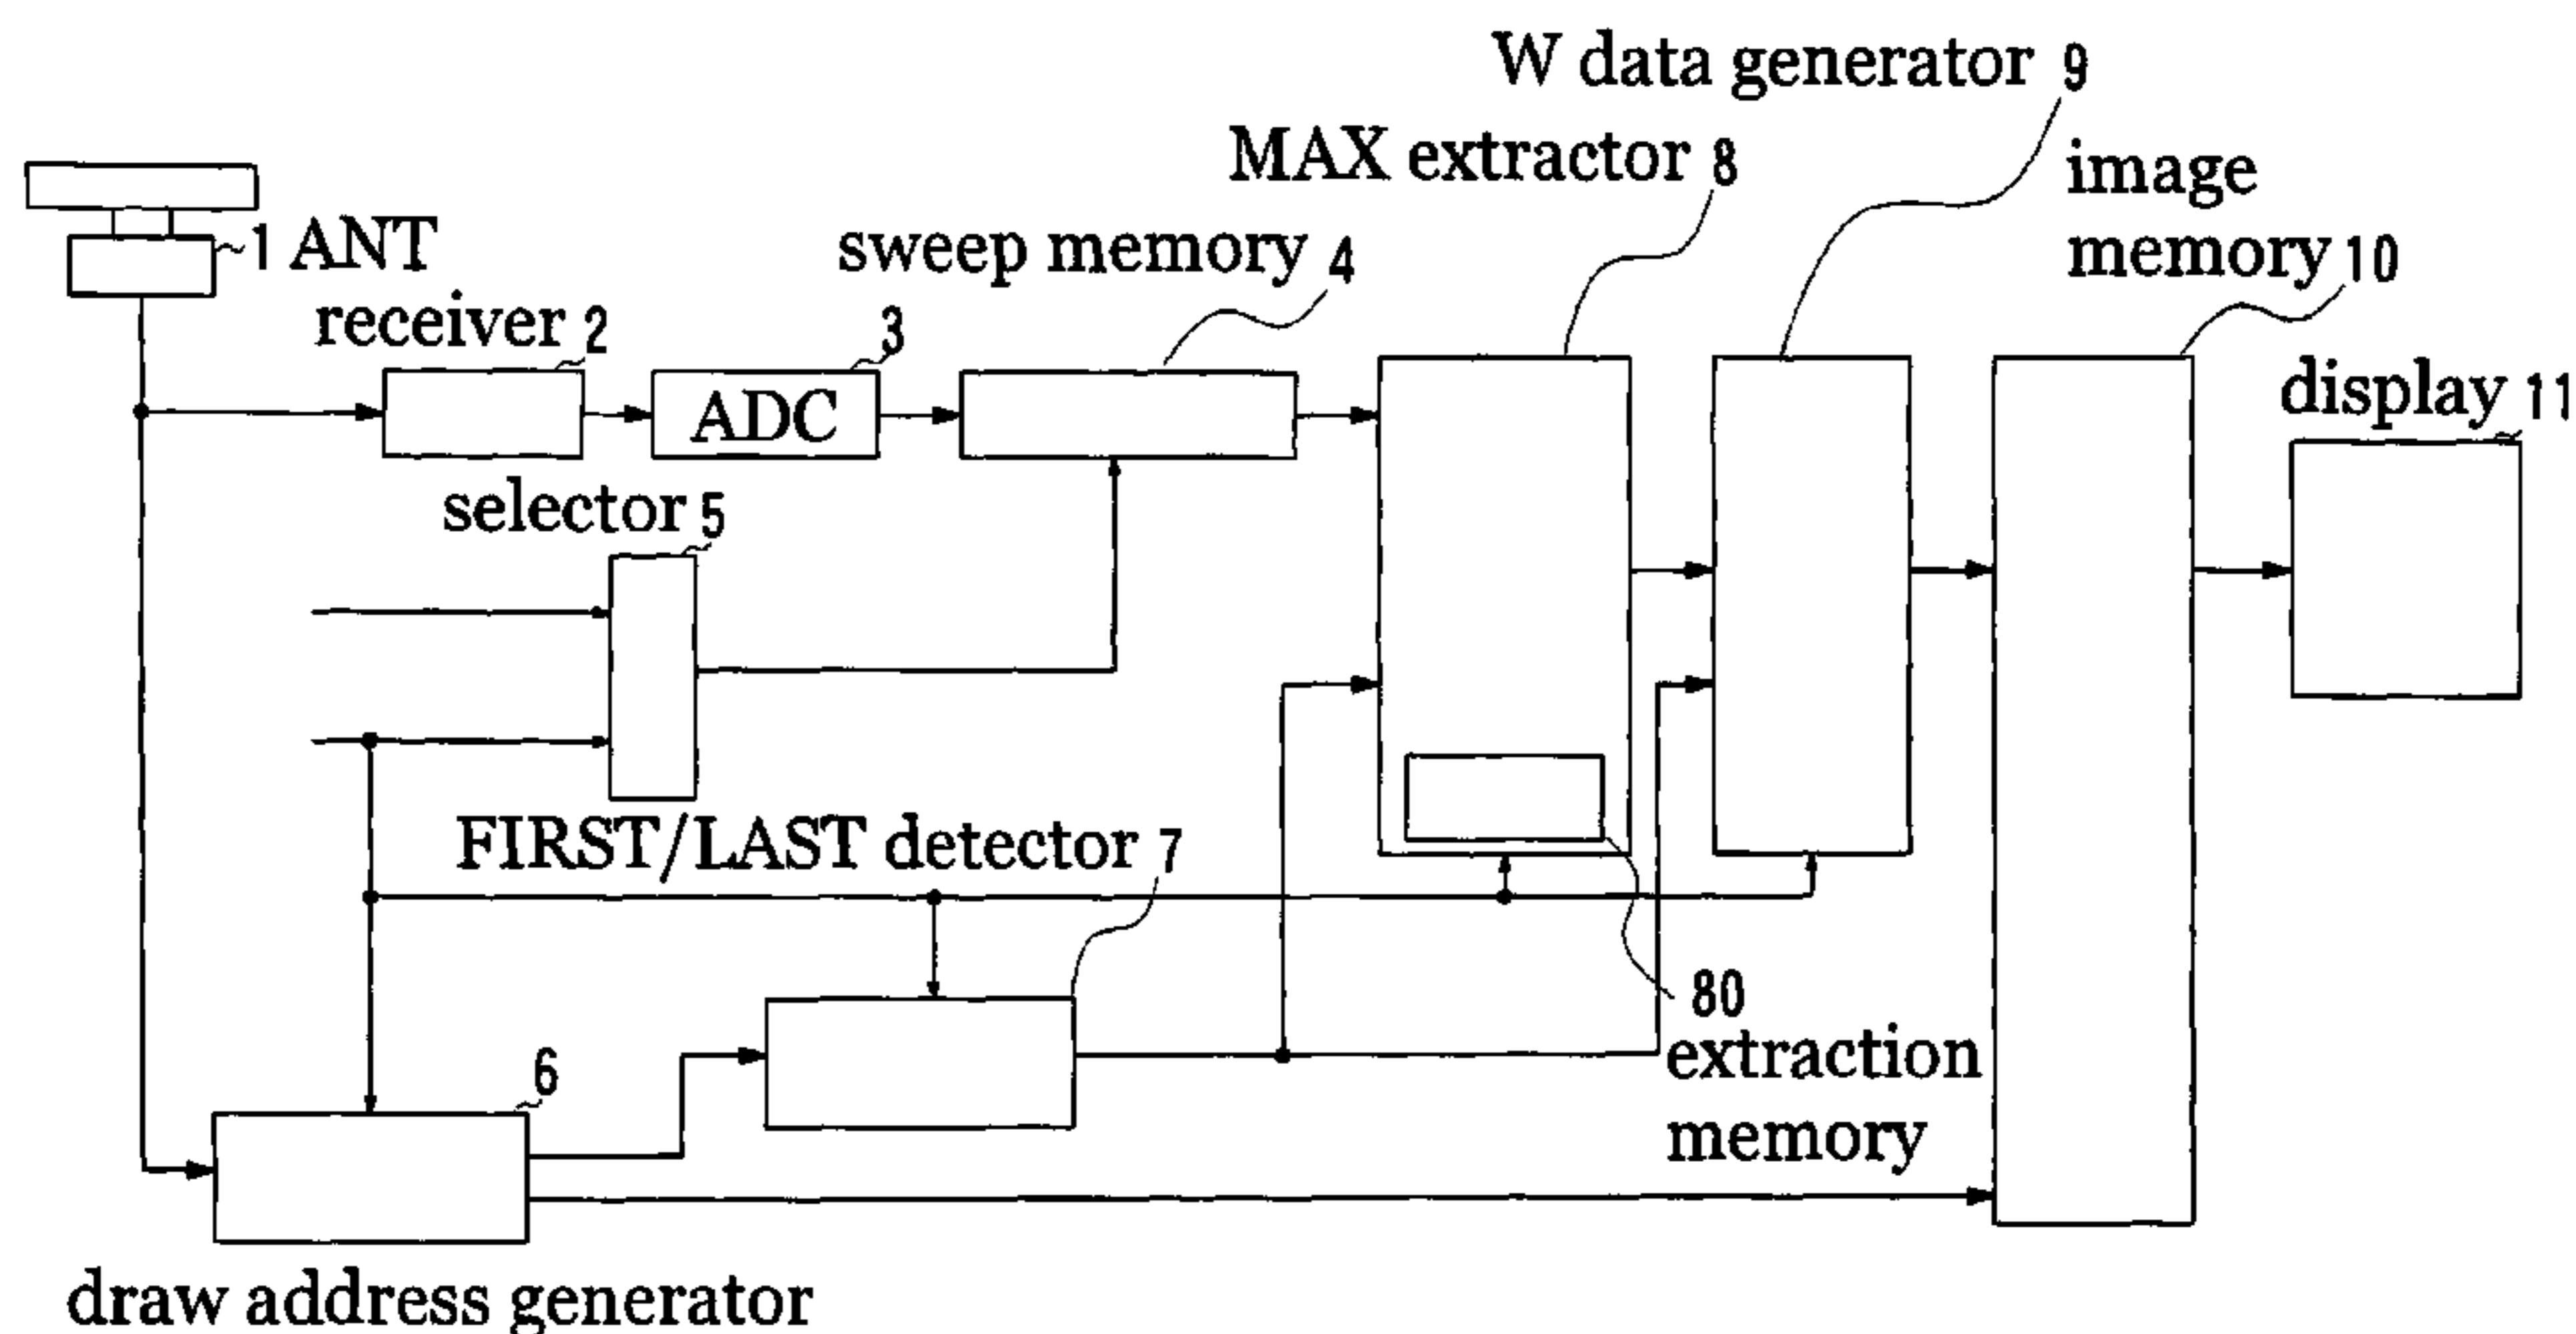 W data generator 9
MAX extractor 8
image
memory 10
1 ANT
sweep memory 4
receiver 2
3
display 11
ADC
selector 5
FIRST/LAST detector 7
80
extraction
memory
6
draw address generator